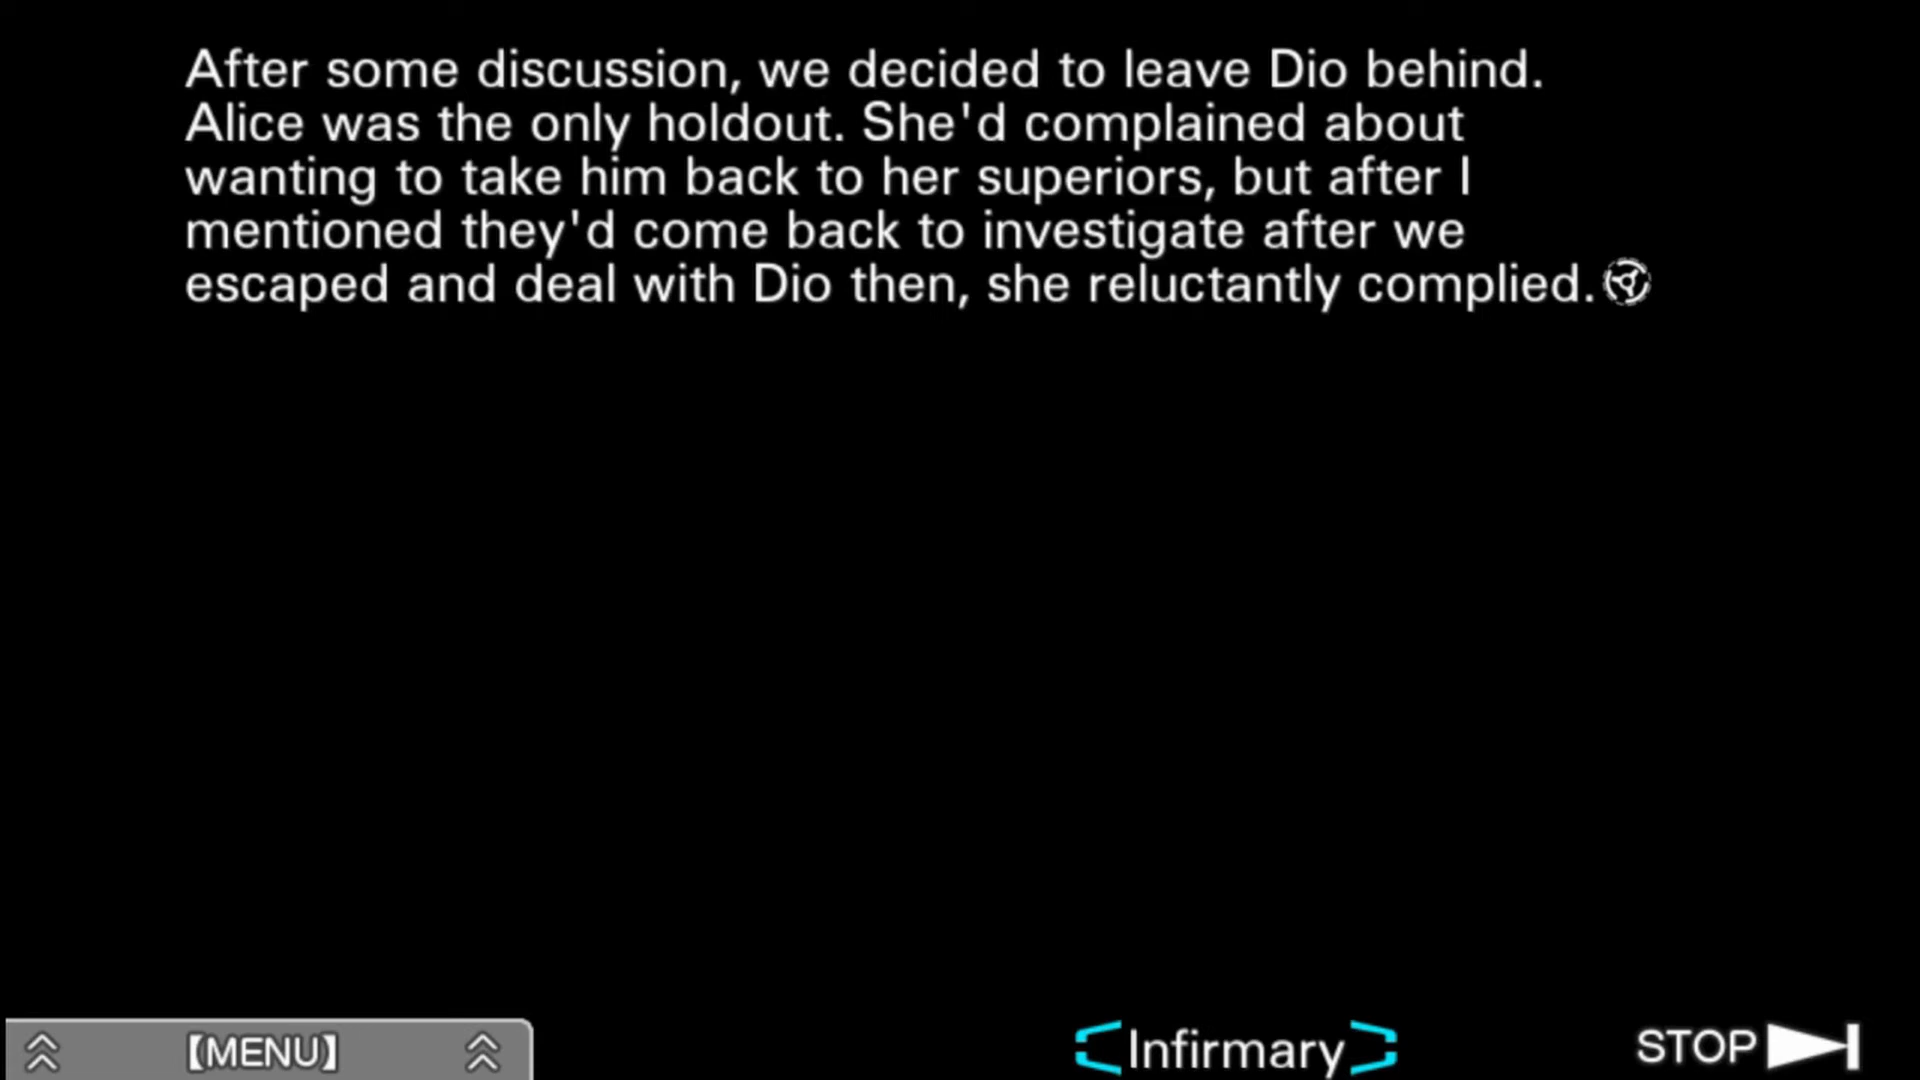 After some discussion, we decided to leave Dio behind.
Alice was the only holdout. She'd complained about
wanting to take him back to her superiors, but after I
mentioned they'd come back to investigate after we
escaped and deal with Dio then, she reluctantly complied.
【MENU】
Infirmary
STOP